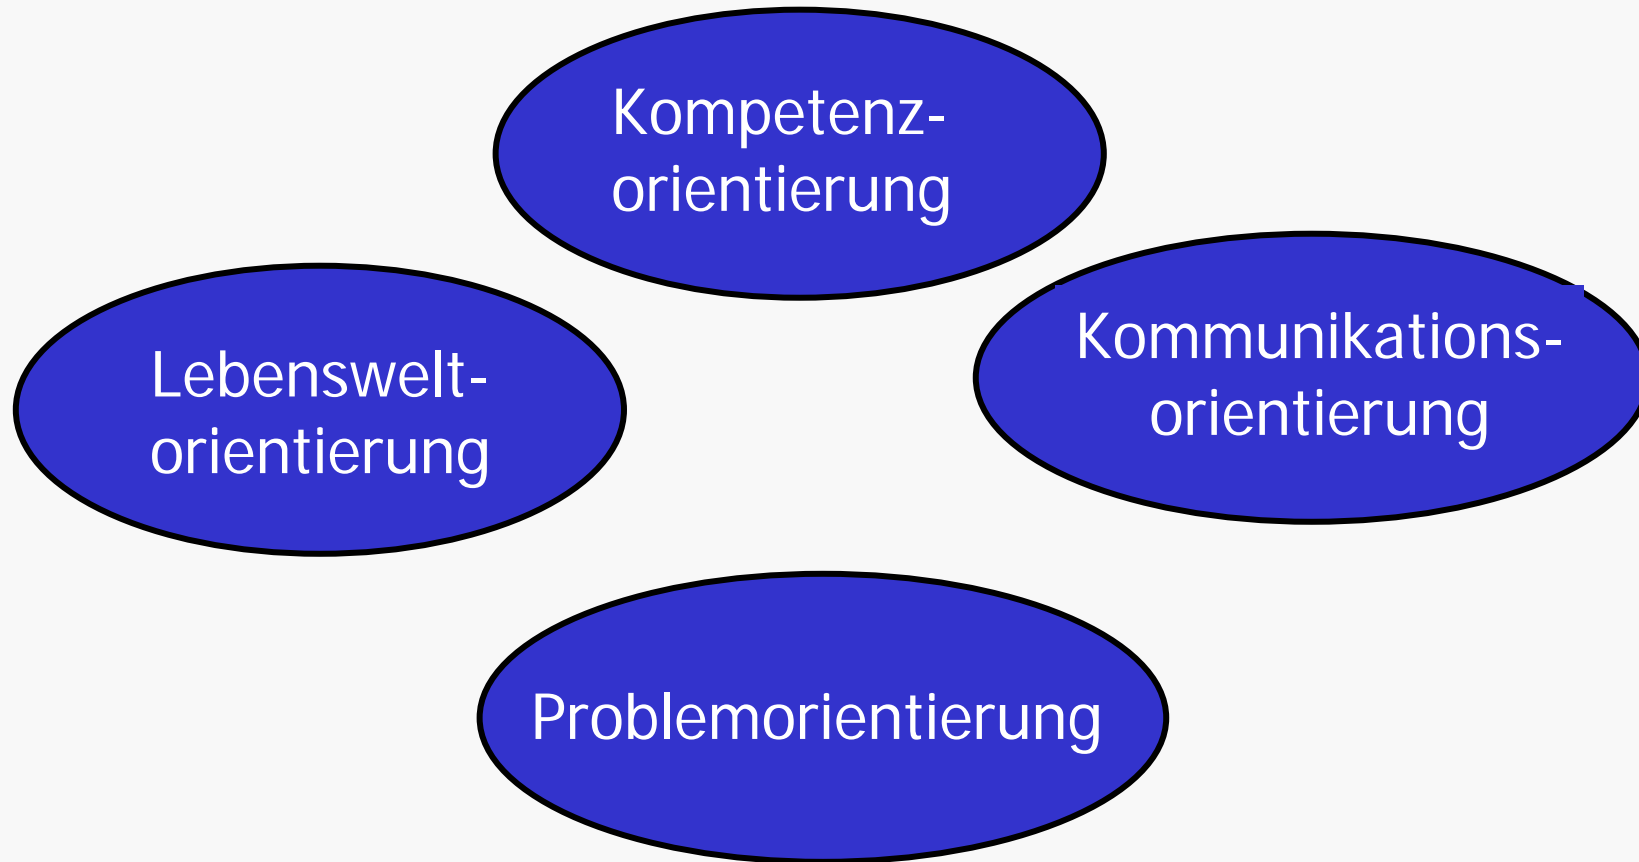 Kompetenz-
orientierung
Kommunikations-
orientierung
Lebenswelt-
orientierung
Problemorientierung